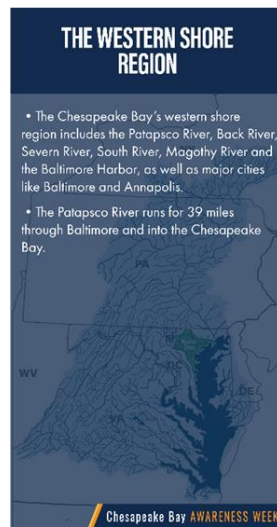 THE WESTERN SHORE
REGION
• The Chesapeake Bay's western shore
region includes the Patapsco River, Back River,
Severn River, South River, Magothy River and
the Baltimore Harbor, as well as major cities
like Baltimore and Annapolis.
• The Patapsco River runs for 39 miles
through Baltimore and into the Chesapeake
Bay.
PA
WV
DC
DE
VA
Chesapeake Bay AWARENESS WEEK